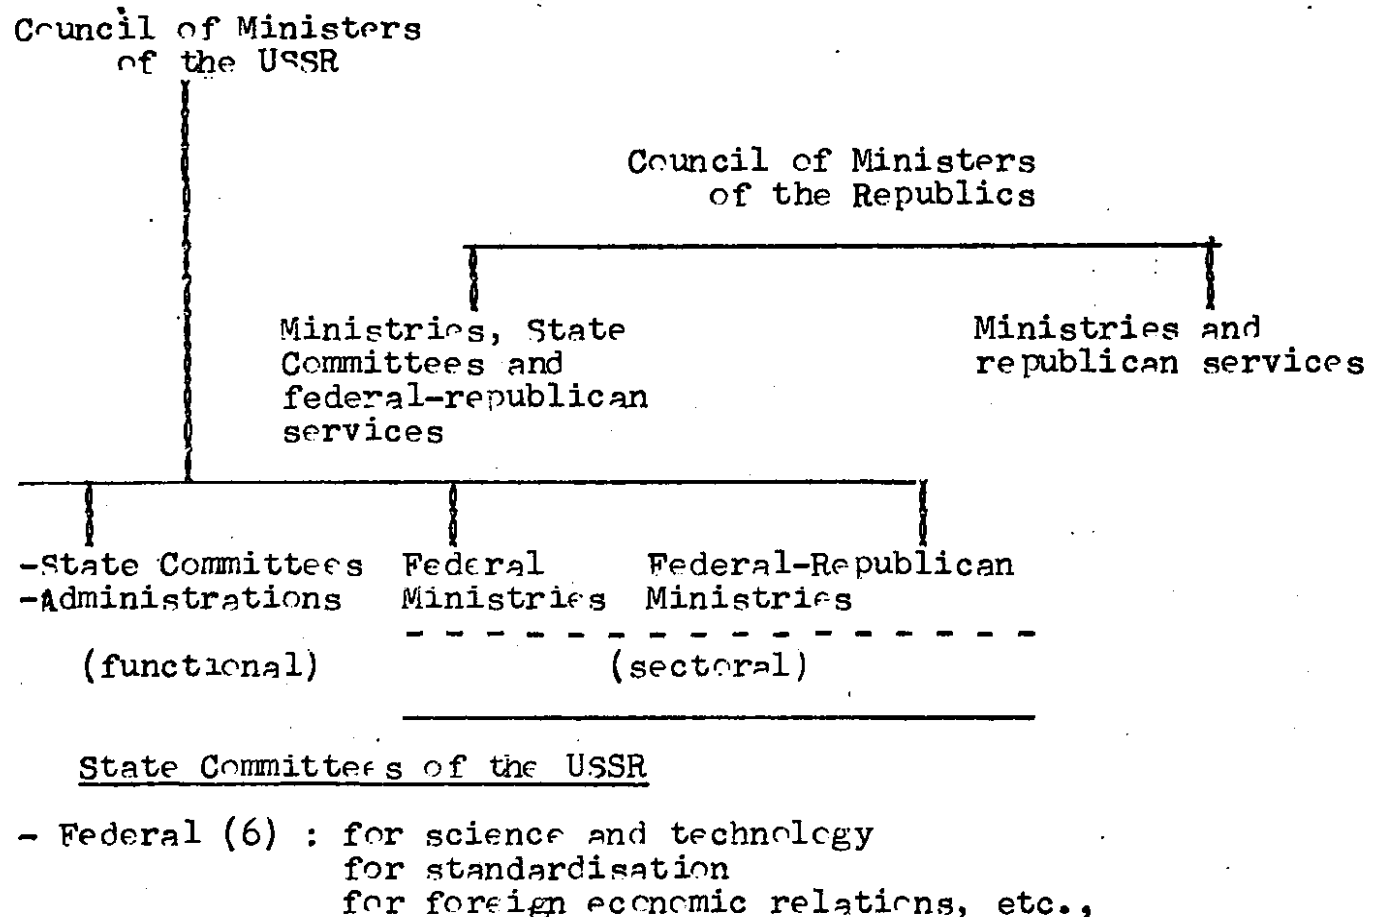 Council of Ministers
of the USSR
Council of Ministers
of the Republics
Ministries, State
Committees and
federal-republican
services
Ministries and
republican services
-State Committees
-Administrations
Federal
Ministries
Federal-Republican
Ministries
(functional)
(sectoral)
State Committees of the USSR
- Federal (6) : for science and technology
for standardisation
for foreign economic relations, etc.,